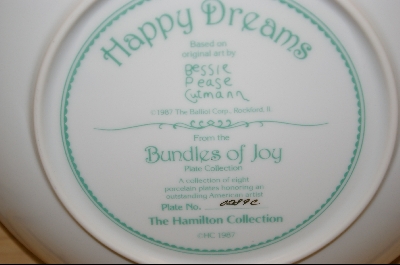 Happy Dreams
Based on
original art by
Bessie
Pease
Gutmann
©1987 The Balliol Corp., Rockford, IL
From the
Bundles of Joy
Plate Collection
A collection of eight
porcelain plates honoring an
outstanding American artist
Plate No.
The Hamilton Collection
©HC 1987